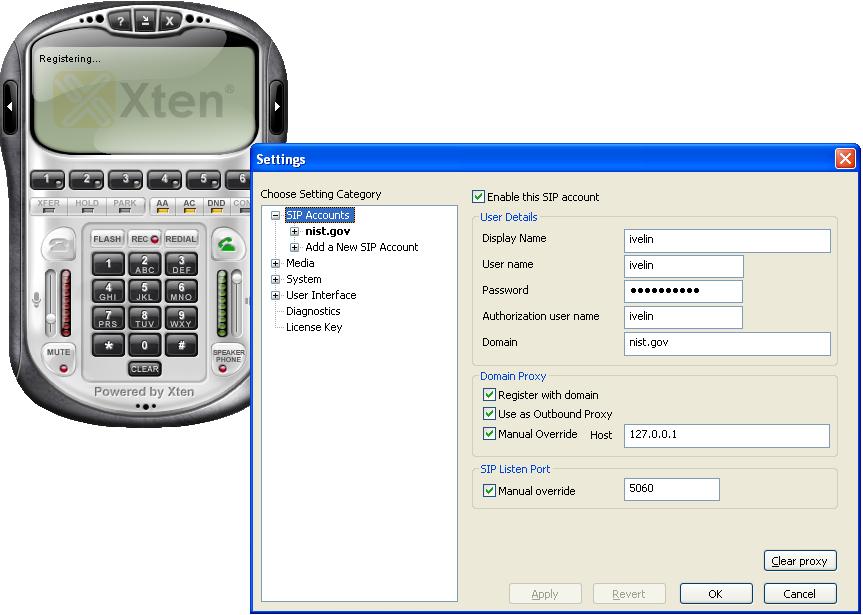 ?
X
Registering...
Xten®
1 2 3 4 5 6
XFER HOLD PARK AA AC DND CON
FLASH REC REDIAL
1 2 ABC 3 DEF
4 GHI 5 JKL 6 MNO
7 PRS 8 TUV 9 WXY
* 0 #
MUTE
SPEAKER PHONE
CLEAR
Powered by Xten
Settings
Choose Setting Category
SIP Accounts
nist.gov
Add a New SIP Account
Media
System
User Interface
Diagnostics
License Key
Enable this SIP account
User Details
Display Name ivelin
User name ivelin
Password ●●●●●●●●●●
Authorization user name ivelin
Domain nist.gov
Domain Proxy
Register with domain
Use as Outbound Proxy
Manual Override Host 127.0.0.1
SIP Listen Port
Manual override 5060
Clear proxy
Apply Revert OK Cancel